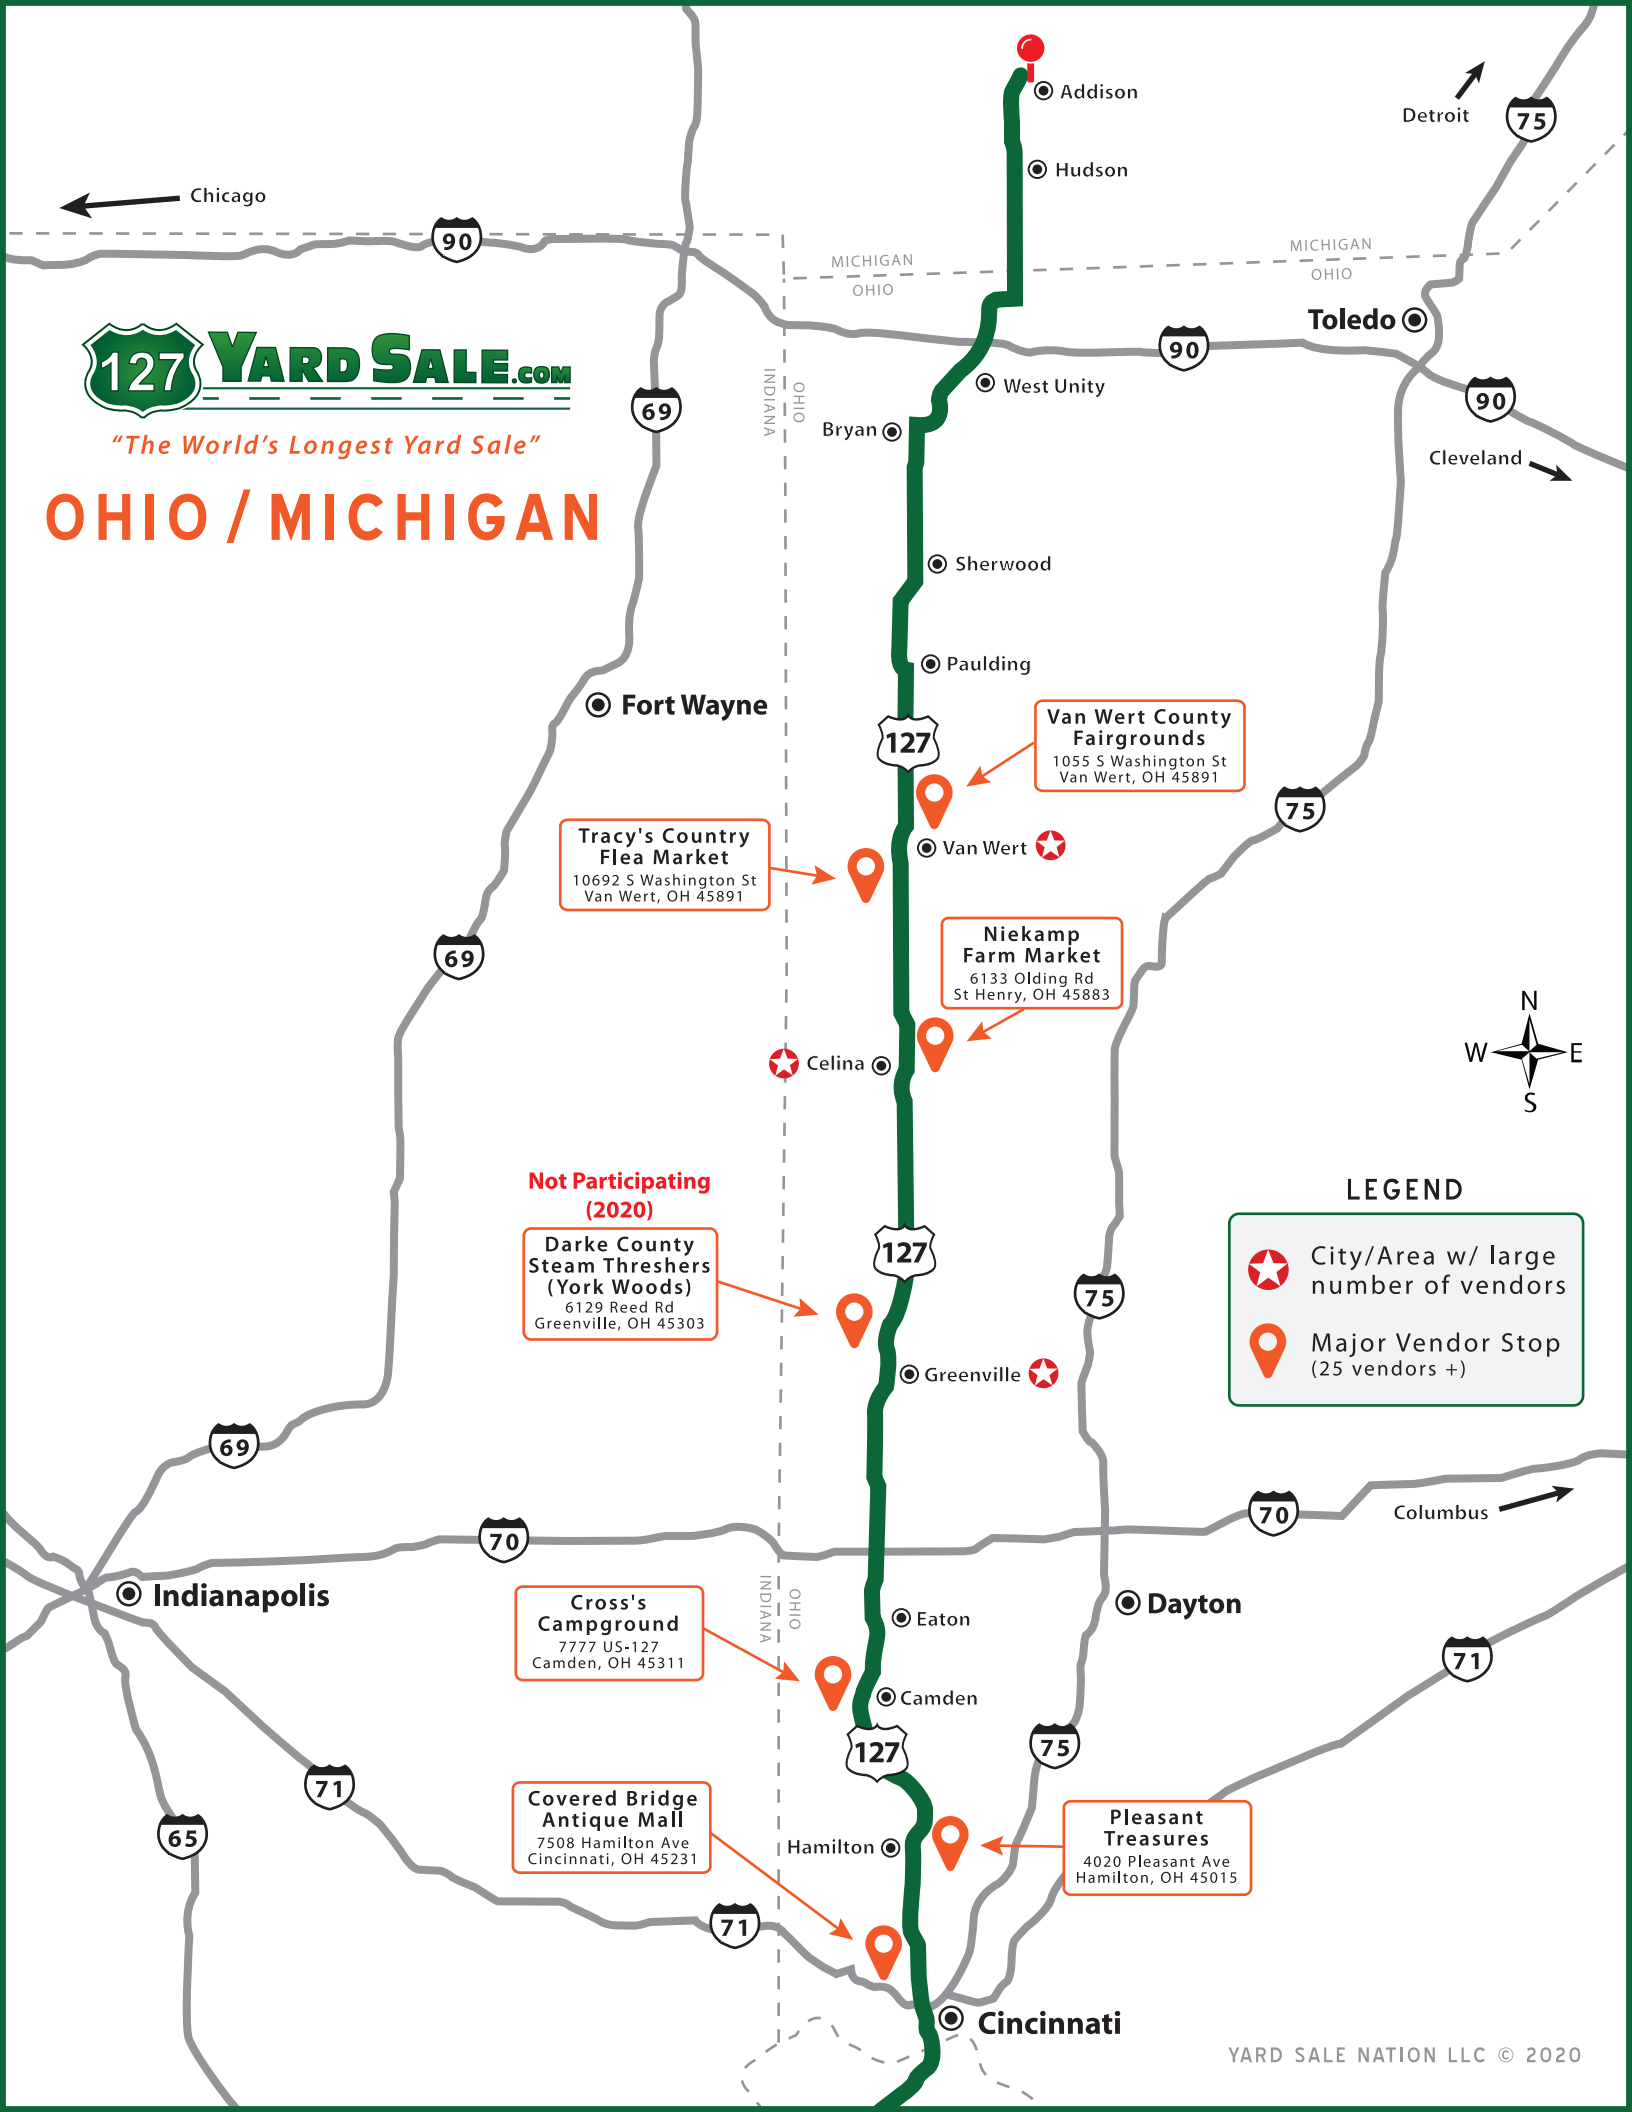 Addison
Detroit
75
Hudson
Chicago
90
MICHIGAN
OHIO
MICHIGAN
OHIO
Toledo
127 YARD SALE.COM
"The World's Longest Yard Sale"
OHIO / MICHIGAN
69
INDIANA
OHIO
90
West Unity
90
Bryan
Cleveland
Sherwood
Paulding
Fort Wayne
127
Van Wert County
Fairgrounds
1055 S Washington St
Van Wert, OH 45891
75
Tracy's Country
Flea Market
10692 S Washington St
Van Wert, OH 45891
Van Wert
69
Niekamp
Farm Market
6133 Olding Rd
St Henry, OH 45883
N
W E
S
Celina
Not Participating
(2020)
Darke County
Steam Threshers
(York Woods)
6129 Reed Rd
Greenville, OH 45303
127
75
LEGEND
City/Area w/ large
number of vendors
Major Vendor Stop
(25 vendors +)
Greenville
69
70
70
Columbus
Indianapolis
INDIANA
OHIO
Dayton
Cross's
Campground
7777 US-127
Camden, OH 45311
Eaton
71
Camden
127
75
71
65
Covered Bridge
Antique Mall
7508 Hamilton Ave
Cincinnati, OH 45231
Hamilton
Pleasant
Treasures
4020 Pleasant Ave
Hamilton, OH 45015
71
Cincinnati
YARD SALE NATION LLC © 2020